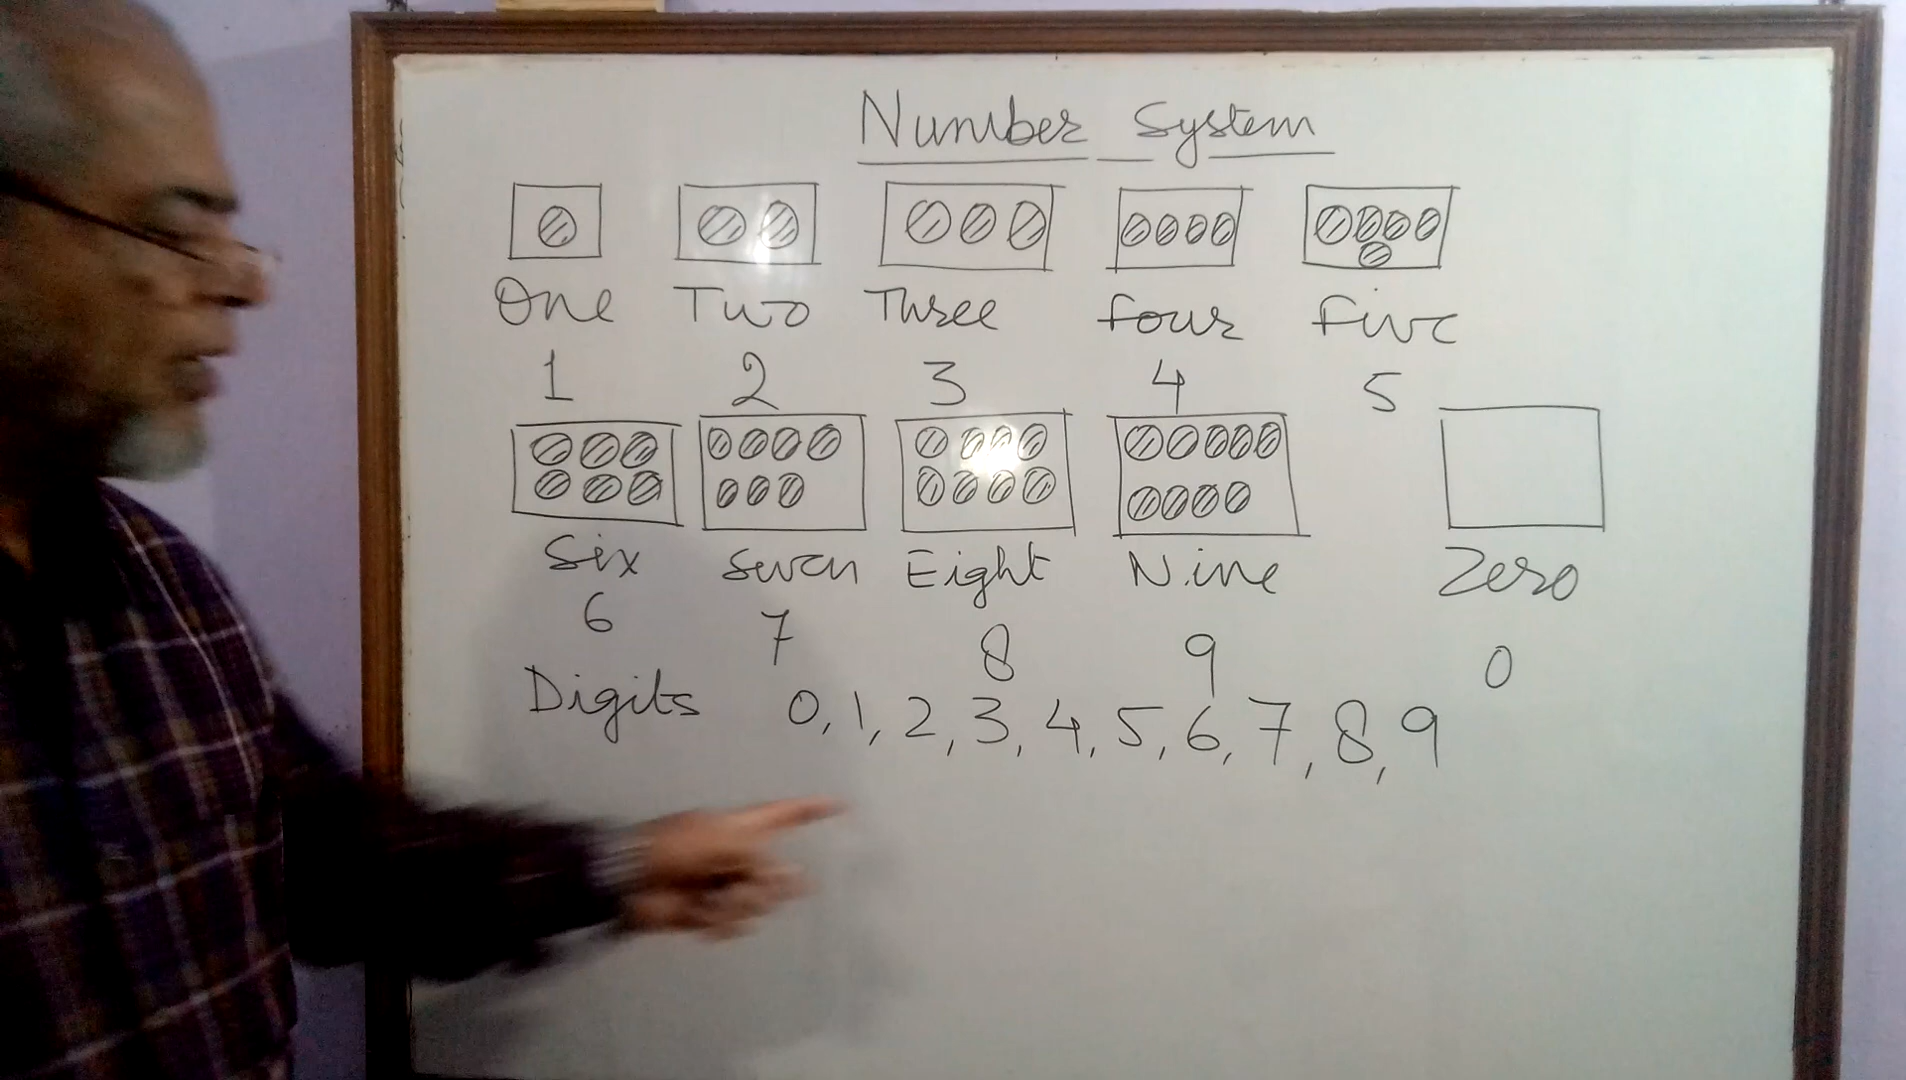 Number System
One Two Three four five
1 2 3 4 5
Six Seven Eight Nine Zero
6 7 8 9 0
Digits 0, 1, 2, 3, 4, 5, 6, 7, 8, 9